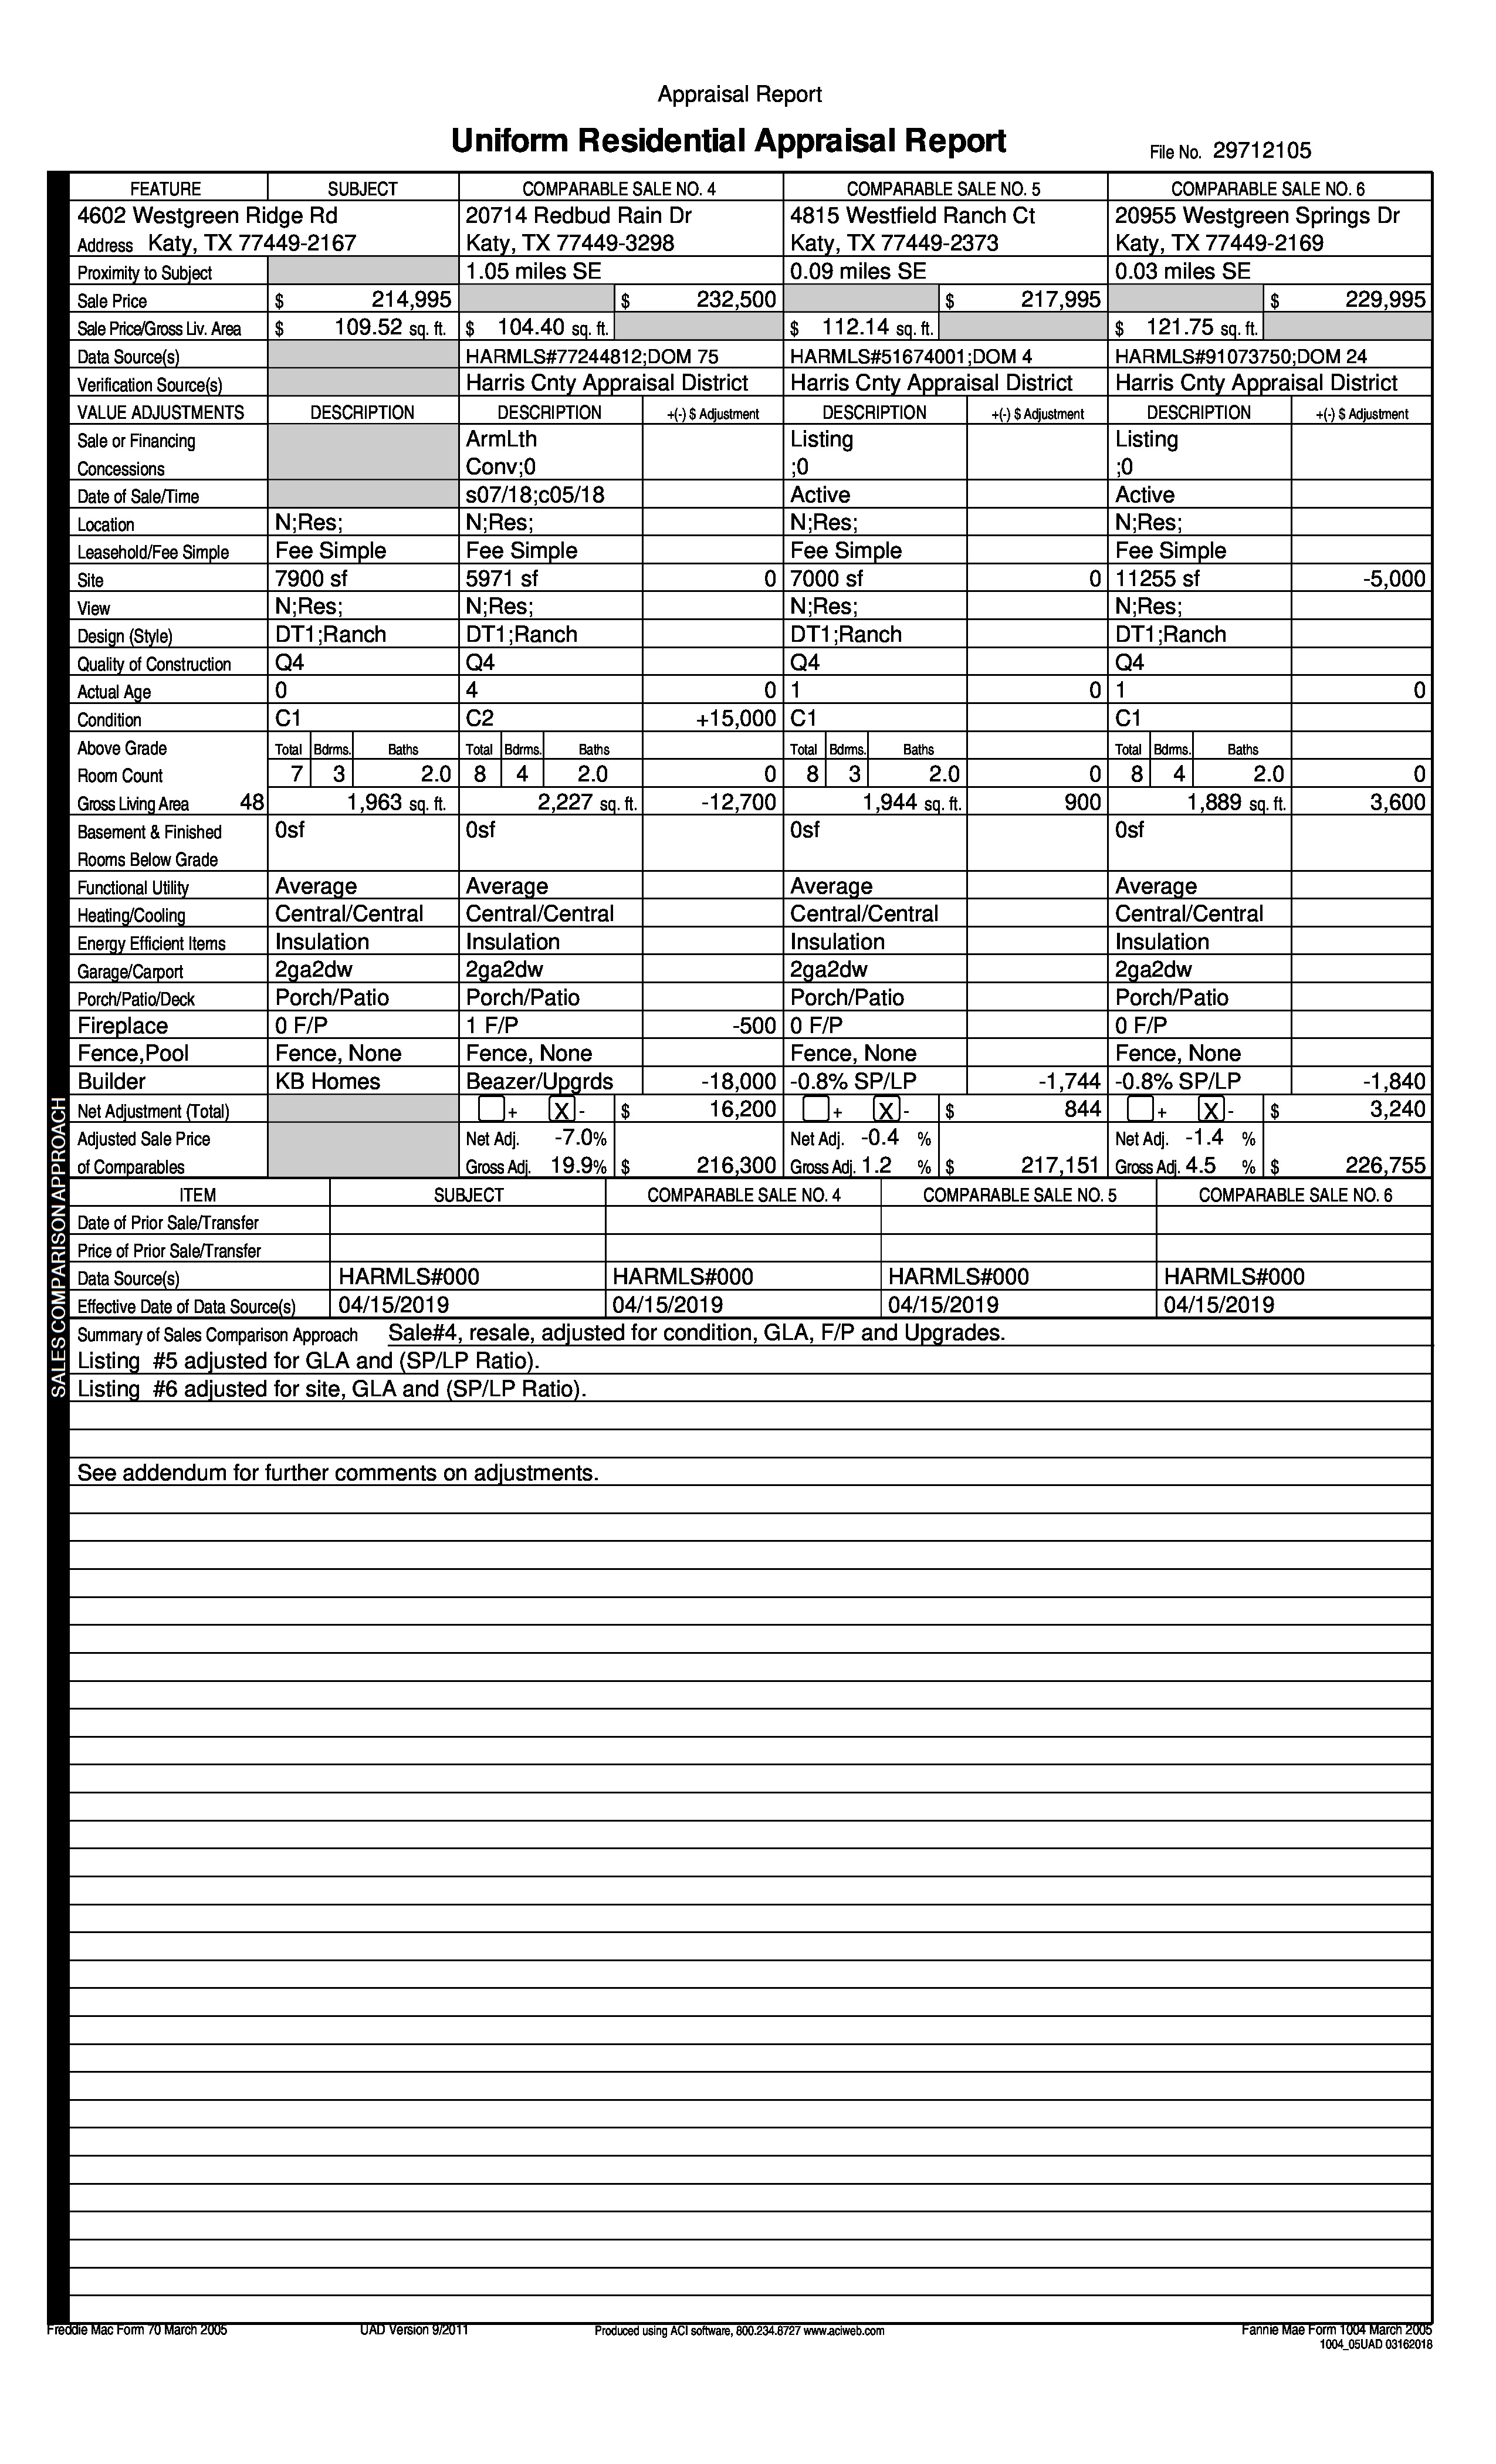 Appraisal Report
Uniform Residential Appraisal Report
File No. 29712105
FEATURE SUBJECT COMPARABLE SALE NO. 4 COMPARABLE SALE NO. 5 COMPARABLE SALE NO. 6
4602 Westgreen Ridge Rd 20714 Redbud Rain Dr 4815 Westfield Ranch Ct 20955 Westgreen Springs Dr
Address Katy, TX 77449-2167 Katy, TX 77449-3298 Katy, TX 77449-2373 Katy, TX 77449-2169
Proximity to Subject 1.05 miles SE 0.09 miles SE 0.03 miles SE
Sale Price $ 214,995 $ 232,500 $ 217,995 $ 229,995
Sale Price/Gross Liv. Area $ 109.52 sq. ft. $ 104.40 sq. ft. $ 112.14 sq. ft. $ 121.75 sq. ft.
Data Source(s) HARMLS#77244812;DOM 75 HARMLS#51674001;DOM 4 HARMLS#91073750;DOM 24
Verification Source(s) Harris Cnty Appraisal District Harris Cnty Appraisal District Harris Cnty Appraisal District
VALUE ADJUSTMENTS DESCRIPTION DESCRIPTION +(-) $ Adjustment DESCRIPTION +(-) $ Adjustment DESCRIPTION +(-) $ Adjustment
Sale or Financing ArmLth Listing Listing
Concessions Conv;0 ;0 ;0
Date of Sale/Time s07/18;c05/18 Active Active
Location N;Res; N;Res; N;Res; N;Res;
Leasehold/Fee Simple Fee Simple Fee Simple Fee Simple Fee Simple
Site 7900 sf 5971 sf 0 7000 sf 0 11255 sf -5,000
View N;Res; N;Res; N;Res; N;Res;
Design (Style) DT1;Ranch DT1;Ranch DT1;Ranch DT1;Ranch
Quality of Construction Q4 Q4 Q4 Q4
Actual Age 0 4 0 1 0 1 0
Condition C1 C2 +15,000 C1 C1
Above Grade Total Bdrms. Baths Total Bdrms. Baths Total Bdrms. Baths Total Bdrms. Baths
Room Count 7 3 2.0 8 4 2.0 0 8 3 2.0 0 8 4 2.0 0
Gross Living Area 48 1,963 sq. ft. 2,227 sq. ft. -12,700 1,944 sq. ft. 900 1,889 sq. ft. 3,600
Basement & Finished 0sf 0sf 0sf 0sf
Rooms Below Grade
Functional Utility Average Average Average Average
Heating/Cooling Central/Central Central/Central Central/Central Central/Central
Energy Efficient Items Insulation Insulation Insulation Insulation
Garage/Carport 2ga2dw 2ga2dw 2ga2dw 2ga2dw
Porch/Patio/Deck Porch/Patio Porch/Patio Porch/Patio Porch/Patio
Fireplace 0 F/P 1 F/P -500 0 F/P 0 F/P
Fence,Pool Fence, None Fence, None Fence, None Fence, None
Builder KB Homes Beazer/Upgrds -18,000 -0.8% SP/LP -1,744 -0.8% SP/LP -1,840
Net Adjustment (Total) + X - $ 16,200 + X - $ 844 + X - $ 3,240
Adjusted Sale Price Net Adj. -7.0% Net Adj. -0.4 % Net Adj. -1.4 %
of Comparables Gross Adj. 19.9% $ 216,300 Gross Adj. 1.2 % $ 217,151 Gross Adj. 4.5 % $ 226,755
ITEM SUBJECT COMPARABLE SALE NO. 4 COMPARABLE SALE NO. 5 COMPARABLE SALE NO. 6
Date of Prior Sale/Transfer
Price of Prior Sale/Transfer
Data Source(s) HARMLS#000 HARMLS#000 HARMLS#000 HARMLS#000
Effective Date of Data Source(s) 04/15/2019 04/15/2019 04/15/2019 04/15/2019
SALES COMPARISON APPROACH
Summary of Sales Comparison Approach Sale#4, resale, adjusted for condition, GLA, F/P and Upgrades.
Listing #5 adjusted for GLA and (SP/LP Ratio).
Listing #6 adjusted for site, GLA and (SP/LP Ratio).
See addendum for further comments on adjustments.
Freddie Mac Form 70 March 2005 UAD Version 9/2011 Produced using ACI software, 800.234.8727 www.aciweb.com Fannie Mae Form 1004 March 2005
1004_05UAD 03162018